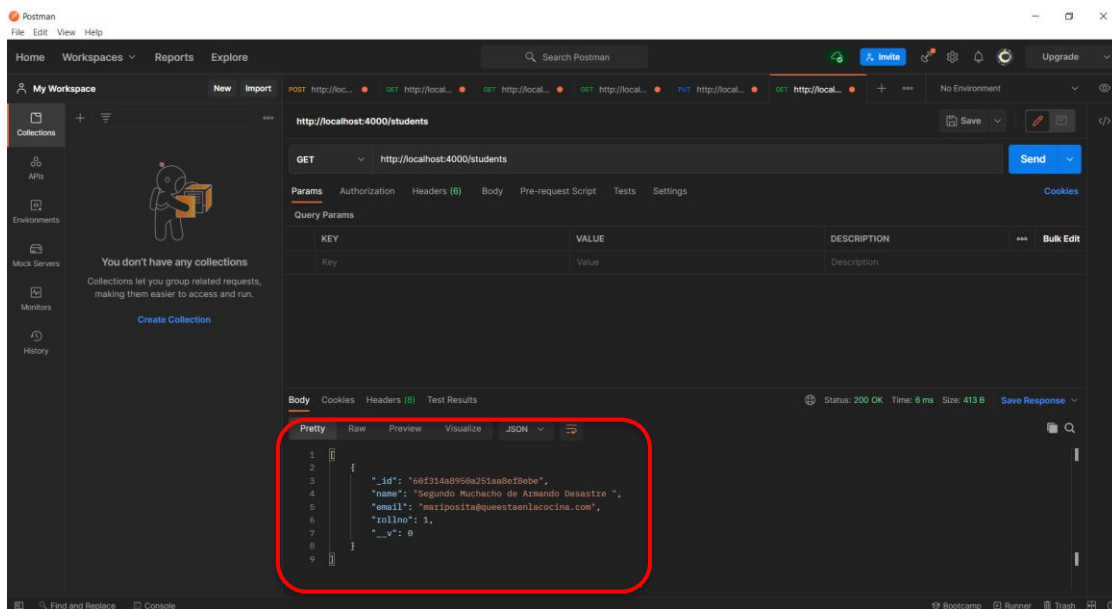 Postman
File Edit View Help
Home Workspaces Reports Explore
Search Postman
Invite
Upgrade
My Workspace
New Import
POST http://loc...
GET http://local...
GET http://local...
GET http://local...
PUT http://local...
GET http://local...
No Environment
Collections
APIs
Environments
Mock Servers
Monitors
History
You don't have any collections
Collections let you group related requests,
making them easier to access and run.
Create Collection
http://localhost:4000/students
Save
GET http://localhost:4000/students
Send
Params Authorization Headers (6) Body Pre-request Script Tests Settings
Cookies
Query Params
KEY VALUE DESCRIPTION Bulk Edit
Key Value Description
Body Cookies Headers (8) Test Results
Status: 200 OK Time: 6 ms Size: 413 B Save Response
Pretty Raw Preview Visualize JSON
1 [
2 {
3 "_id": "60f314a8950a251aa8ef8ebe",
4 "name": "Segundo Muchacho de Armando Desastre ",
5 "email": "mariposita@queestaenlacocina.com",
6 "rollno": 1,
7 "__v": 0
8 }
9 ]
Find and Replace Console
Bootcamp Runner Trash